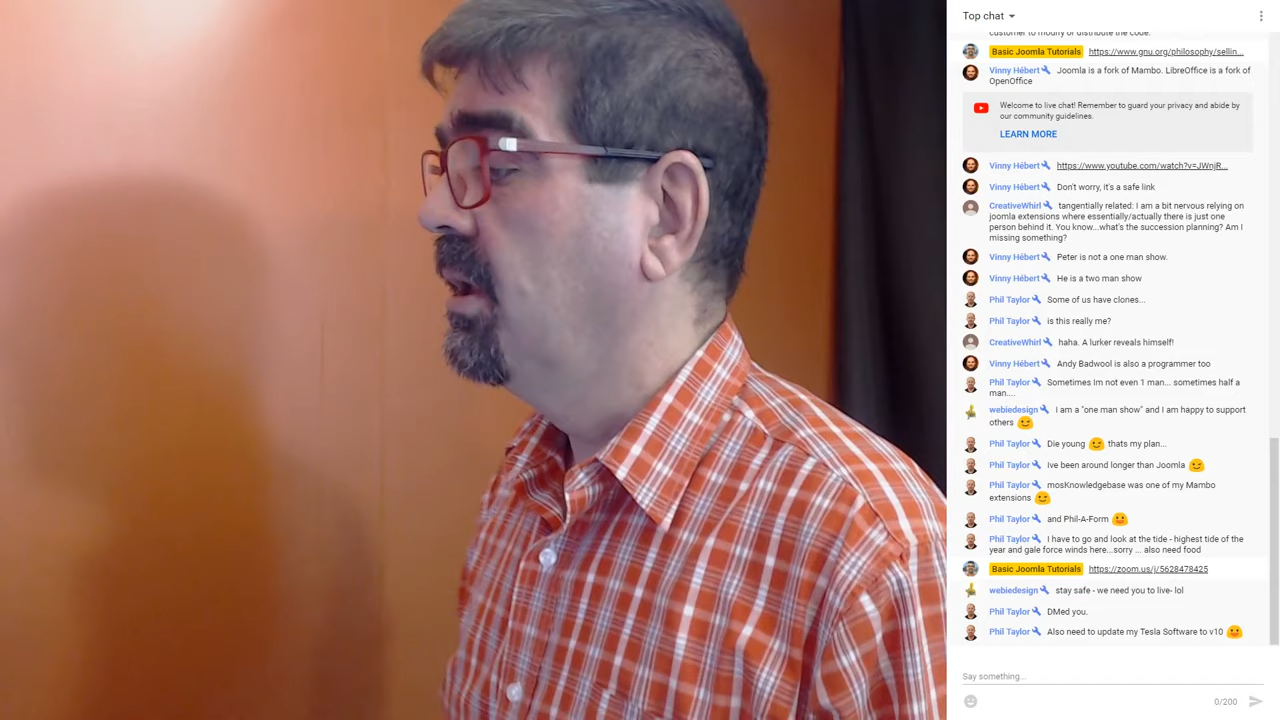 Top chat
customer to modify or distribute the code.
Basic Joomla Tutorials https://www.gnu.org/philosophy/sellin...
Vinny Hébert Joomla is a fork of Mambo. LibreOffice is a fork of
OpenOffice
Welcome to live chat! Remember to guard your privacy and abide by
our community guidelines.
LEARN MORE
Vinny Hébert https://www.youtube.com/watch?v=JWnjR...
Vinny Hébert Don't worry, it's a safe link
CreativeWhirl tangentially related: I am a bit nervous relying on
joomla extensions where essentially/actually there is just one
person behind it. You know...what's the succession planning? Am I
missing something?
Vinny Hébert Peter is not a one man show.
Vinny Hébert He is a two man show
Phil Taylor Some of us have clones...
Phil Taylor is this really me?
CreativeWhirl haha. A lurker reveals himself!
Vinny Hébert Andy Badwool is also a programmer too
Phil Taylor Sometimes Im not even 1 man... sometimes half a
man....
webiedesign I am a "one man show" and I am happy to support
others 😉
Phil Taylor Die young 😉 thats my plan...
Phil Taylor Ive been around longer than Joomla 😉
Phil Taylor mosKnowledgebase was one of my Mambo
extensions 😉
Phil Taylor and Phil-A-Form 😛
Phil Taylor I have to go and look at the tide - highest tide of the
year and gale force winds here...sorry ... also need food
Basic Joomla Tutorials https://zoom.us/j/5628478425
webiedesign stay safe - we need you to live- lol
Phil Taylor DMed you.
Phil Taylor Also need to update my Tesla Software to v10 😛
Say something...
0/200